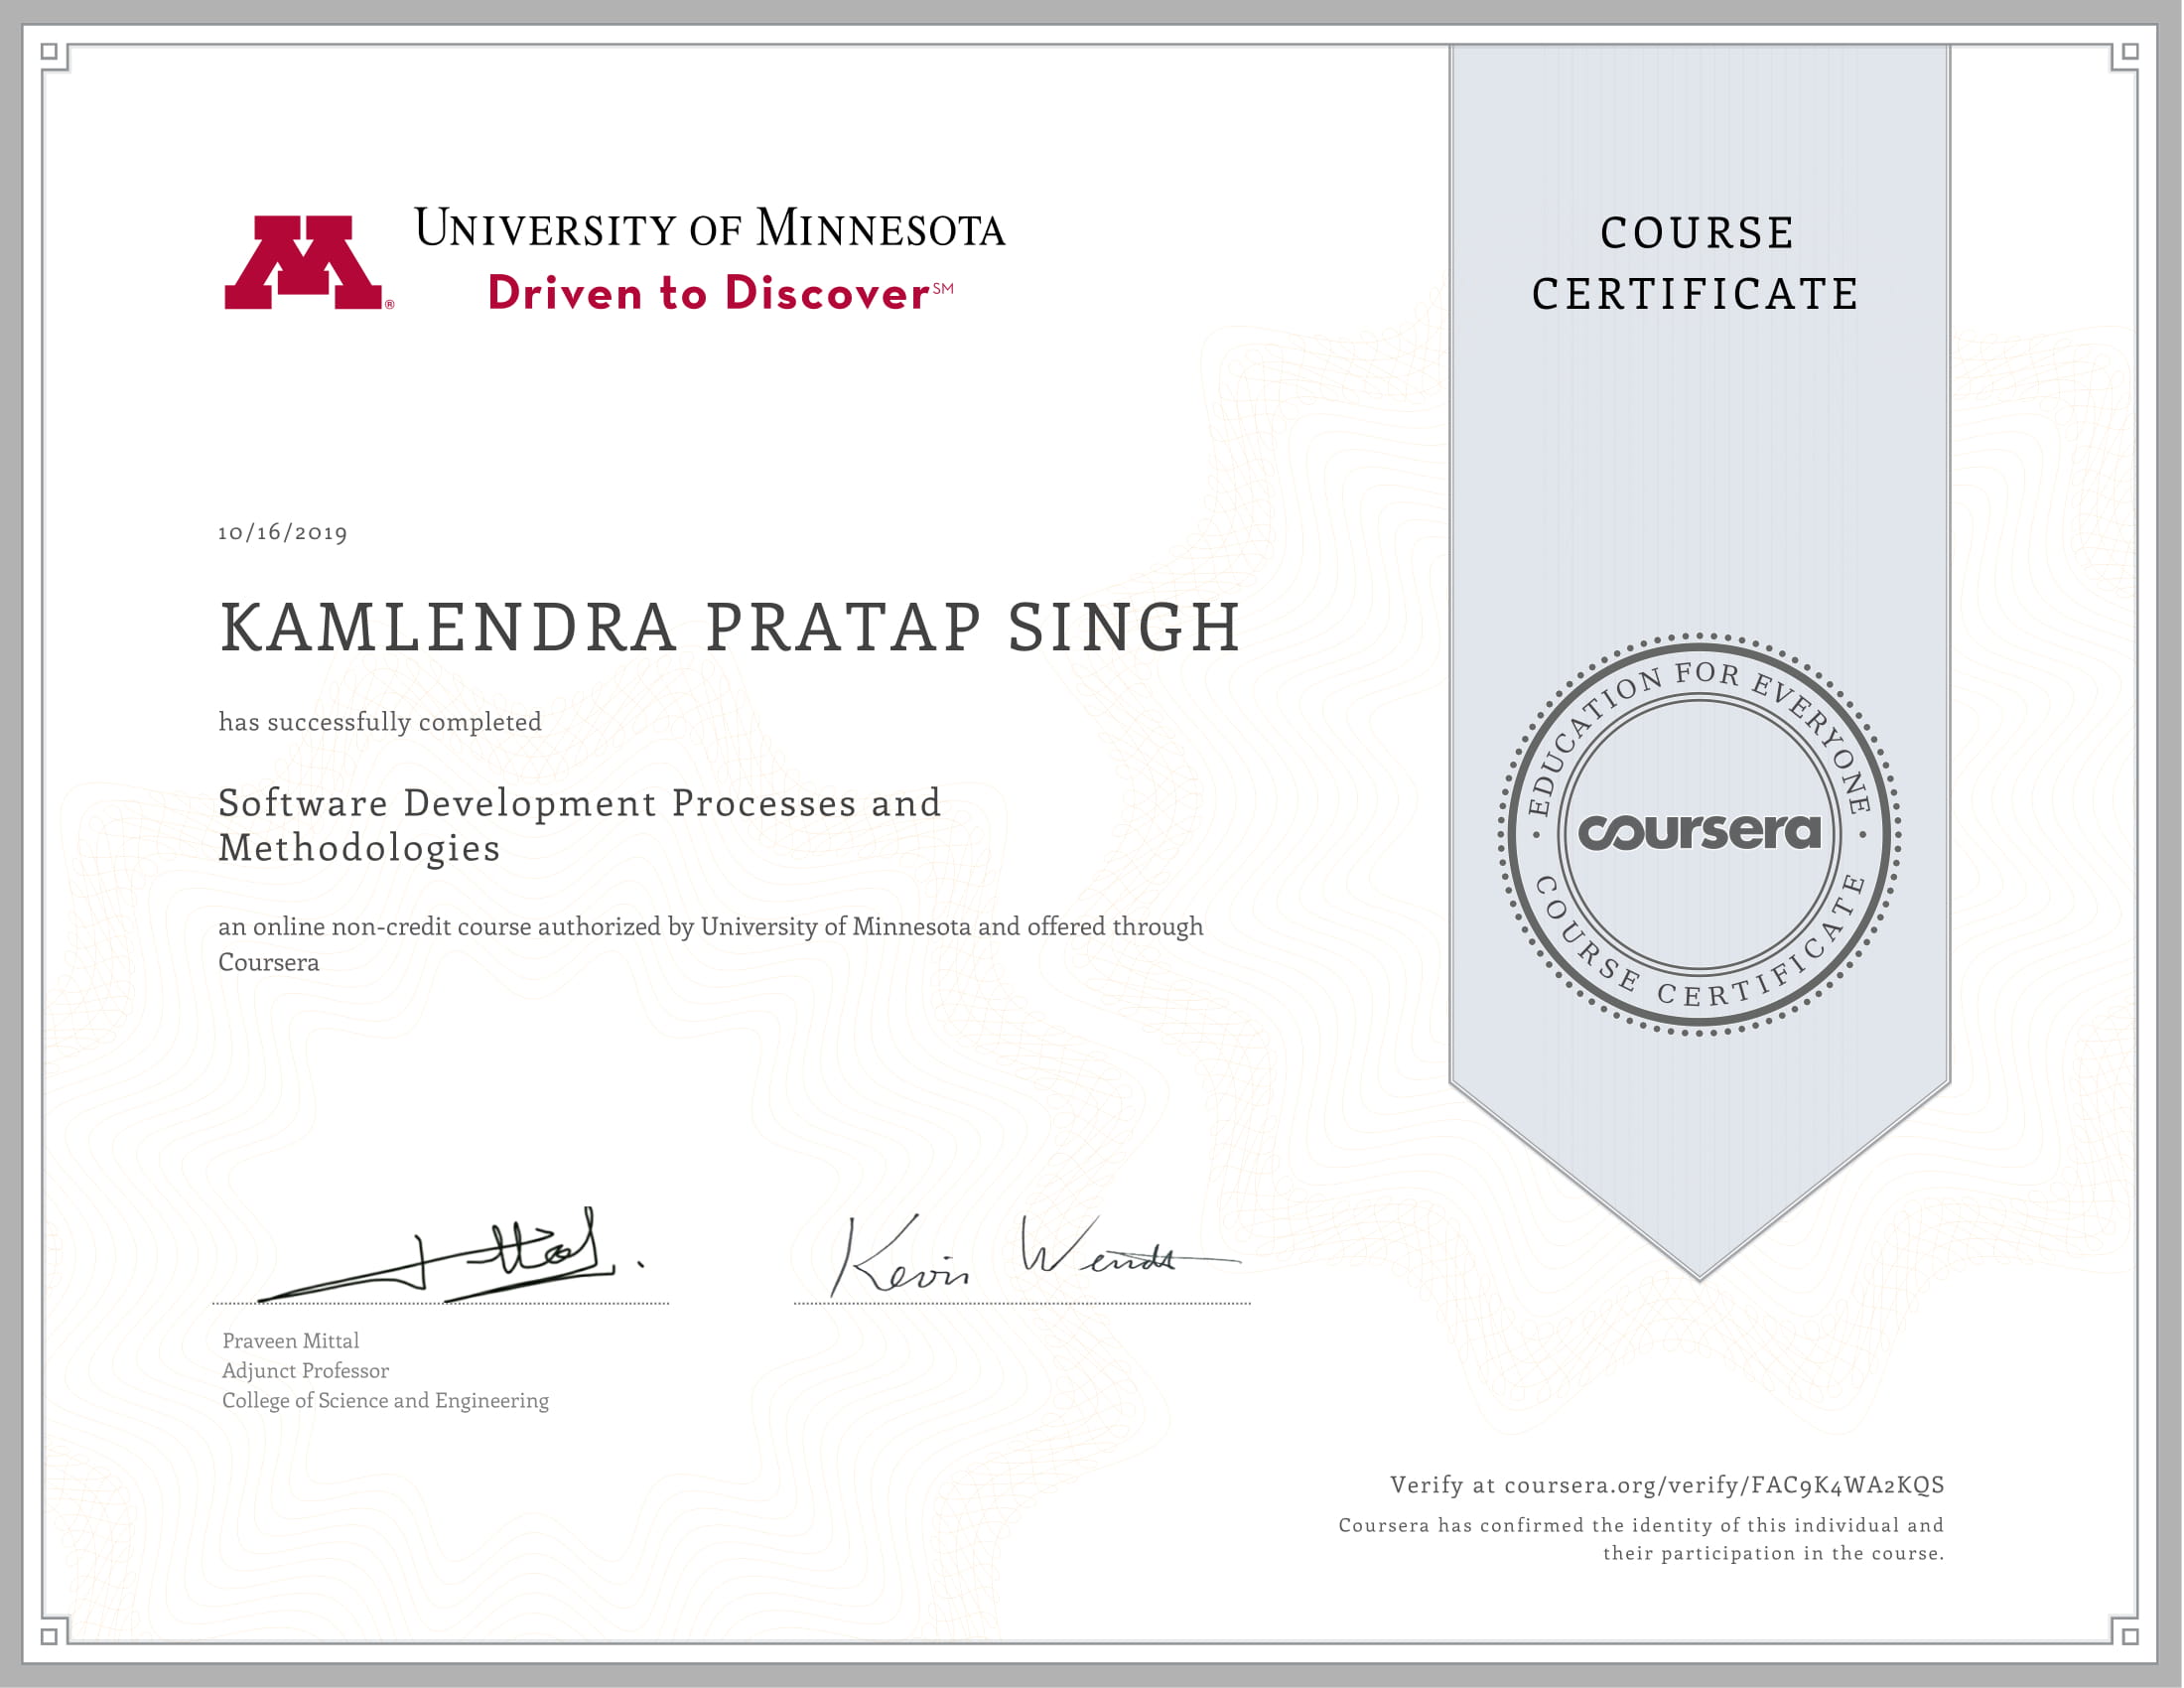 UNIVERSITY OF MINNESOTA
Driven to Discover℠
®
COURSE
CERTIFICATE
10/16/2019
KAMLENDRA PRATAP SINGH
has successfully completed
Software Development Processes and
Methodologies
an online non-credit course authorized by University of Minnesota and offered through
Coursera
EDUCATION FOR EVERYONE
coursera
COURSE CERTIFICATE
Kevin Wendt
Praveen Mittal
Adjunct Professor
College of Science and Engineering
Verify at coursera.org/verify/FAC9K4WA2KQS
Coursera has confirmed the identity of this individual and
their participation in the course.